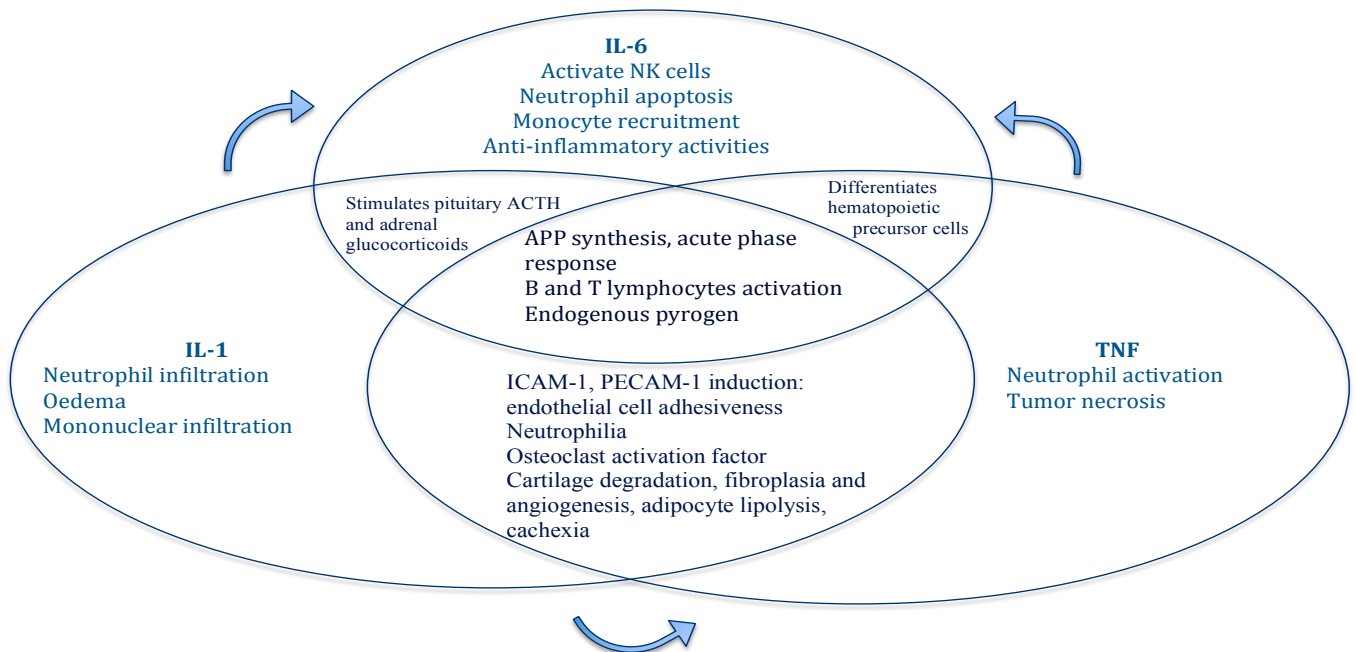 IL-6
Activate NK cells
Neutrophil apoptosis
Monocyte recruitment
Anti-inflammatory activities
Stimulates pituitary ACTH
and adrenal
glucocorticoids
Differentiates
hematopoietic
precursor cells
APP synthesis, acute phase
response
B and T lymphocytes activation
Endogenous pyrogen
IL-1
Neutrophil infiltration
Oedema
Mononuclear infiltration
ICAM-1, PECAM-1 induction:
endothelial cell adhesiveness
Neutrophilia
Osteoclast activation factor
Cartilage degradation, fibroplasia and
angiogenesis, adipocyte lipolysis,
cachexia
TNF
Neutrophil activation
Tumor necrosis